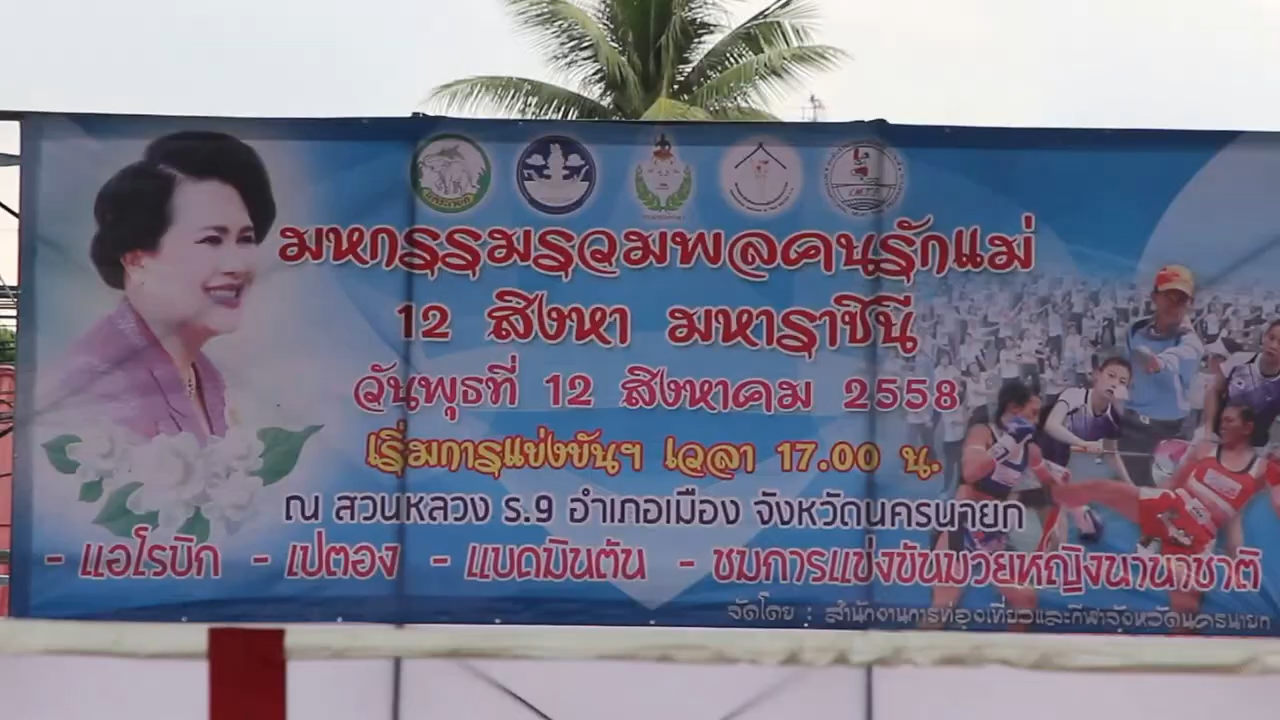 มหกรรมรวมพลคนรักแม่
12 สิงหา มหาราชินี
วันพุธที่ 12 สิงหาคม 2558
เริ่มการแข่งขันฯ เวลา 17.00 น.
ณ สวนหลวง ร.9 อำเภอเมือง จังหวัดนครนายก
- แอโรบิก - เปตอง - แบดมินตัน - ชมการแข่งขันมวยหญิงนานาชาติ
จัดโดย : สำนักงานการท่องเที่ยวและกีฬาจังหวัดนครนายก